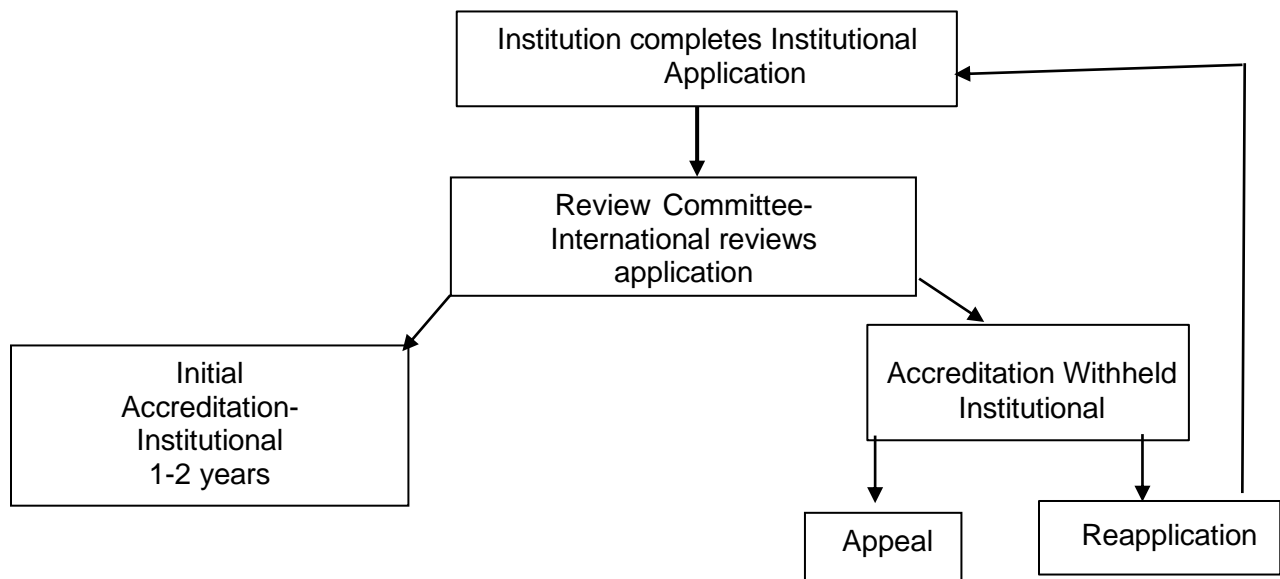 Institution completes Institutional
Application
Review Committee-
International reviews
application
Initial
Accreditation-
Institutional
1-2 years
Accreditation Withheld
Institutional
Appeal
Reapplication